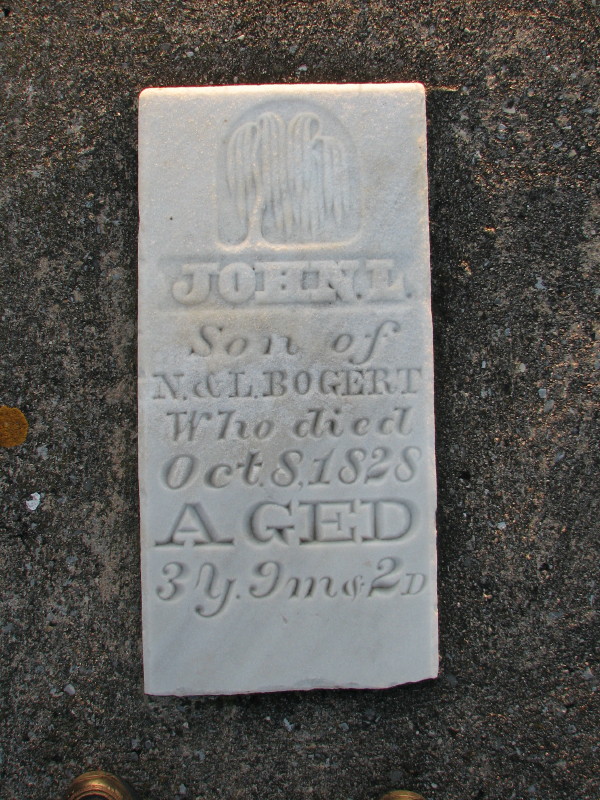 JOHN. L.
Son of
N. & L. BOGERT
Who died
Oct. 8, 1828
AGED
3 Y. 9 m & 2 D